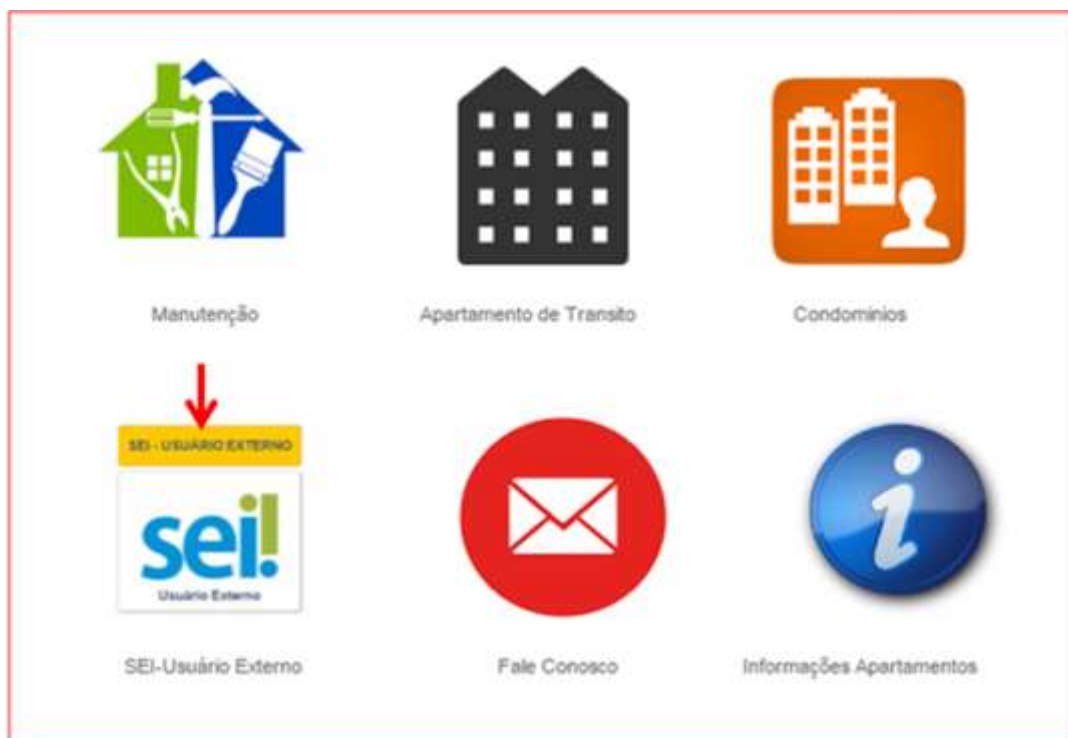 Manutenção
Apartamento de Transito
Condominios
SEI - USUÁRIO EXTERNO
sei!
Usuário Externo
SEI-Usuário Externo
Fale Conosco
Informações Apartamentos